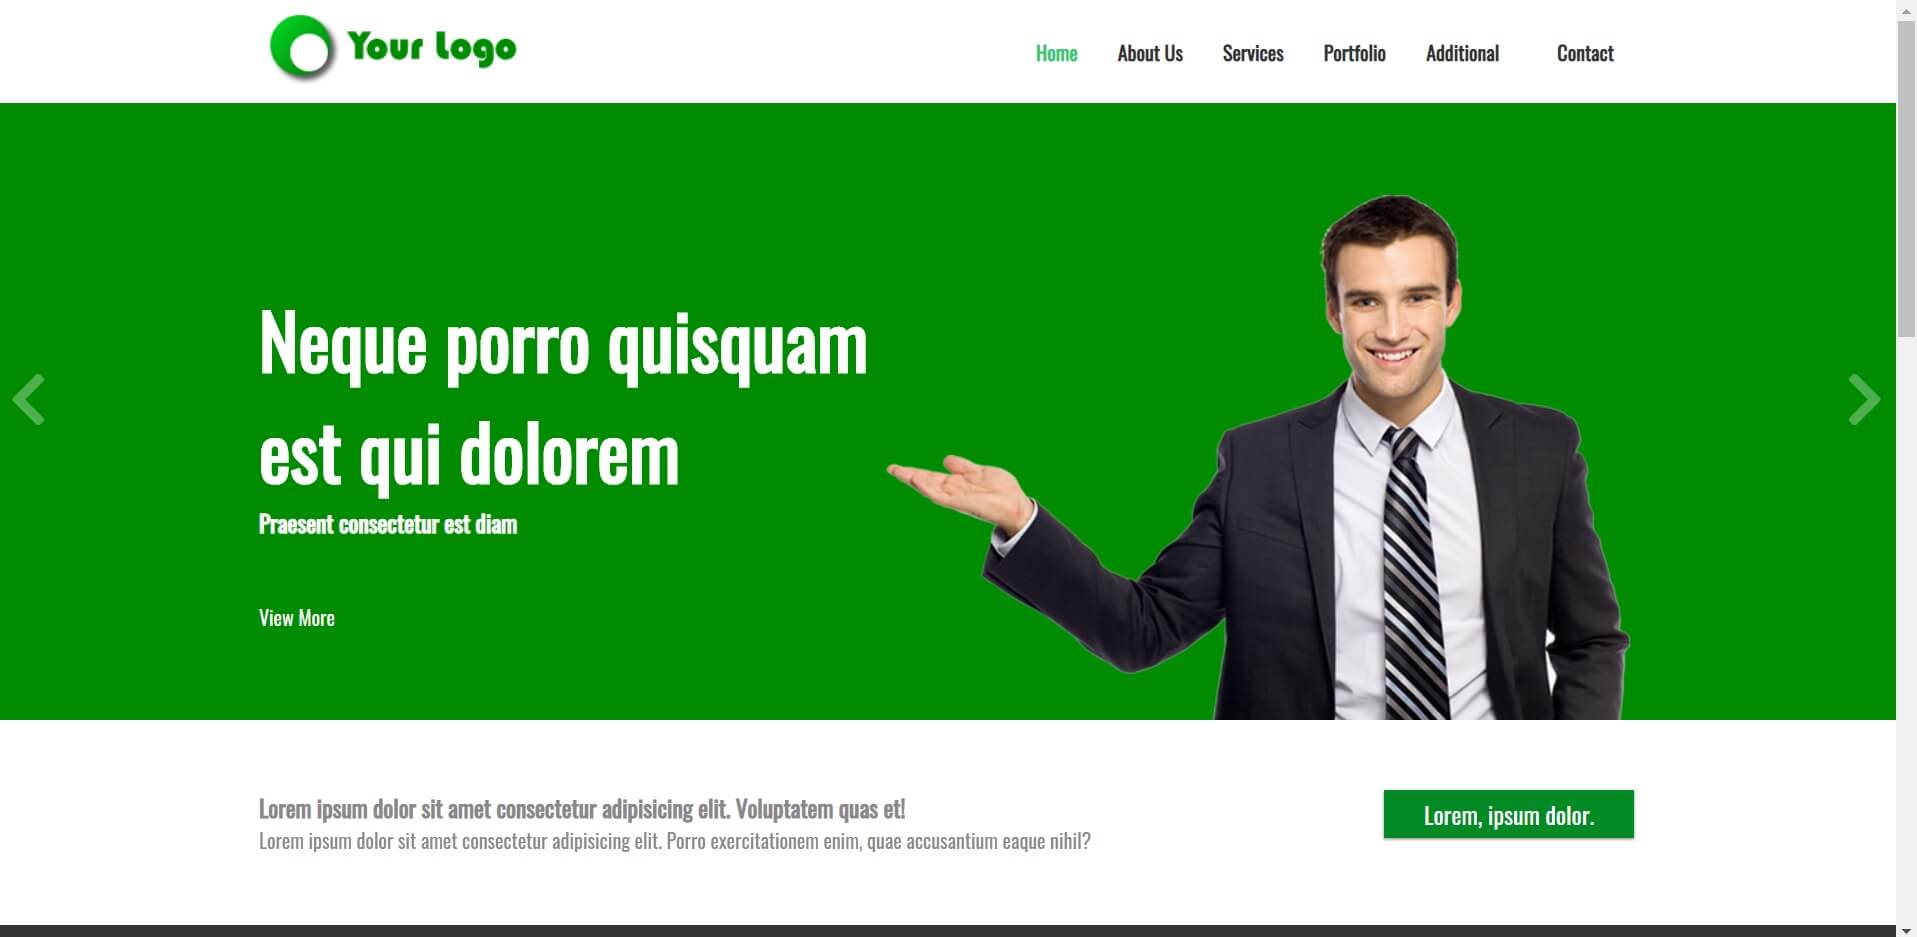 Your Logo
Home About Us Services Portfolio Additional Contact
Neque porro quisquam
est qui dolorem
Praesent consectetur est diam
View More
Lorem ipsum dolor sit amet consectetur adipisicing elit. Voluptatem quas et!
Lorem ipsum dolor sit amet consectetur adipisicing elit. Porro exercitationem enim, quae accusantium eaque nihil?
Lorem, ipsum dolor.